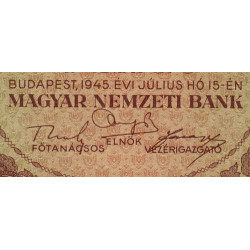 BUDAPEST, 1945. ÉVI JÚLIUS HÓ 15-ÉN
MAGYAR NEMZETI BANK
FŐTANÁCSOS ELNÖK VEZÉRIGAZGATÓ